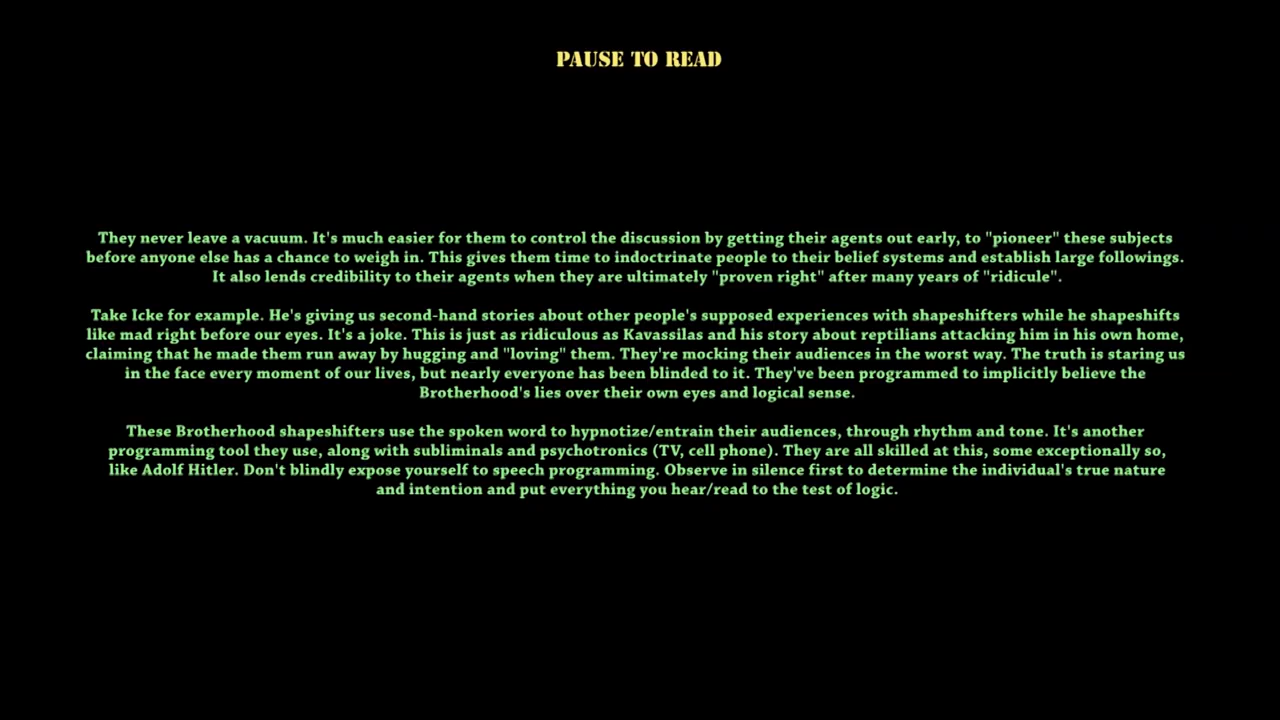 PAUSE TO READ
They never leave a vacuum. It's much easier for them to control the discussion by getting their agents out early, to "pioneer" these subjects
before anyone else has a chance to weigh in. This gives them time to indoctrinate people to their belief systems and establish large followings.
It also lends credibility to their agents when they are ultimately "proven right" after many years of "ridicule".
Take Icke for example. He's giving us second-hand stories about other people's supposed experiences with shapeshifters while he shapeshifts
like mad right before our eyes. It's a joke. This is just as ridiculous as Kavassilas and his story about reptilians attacking him in his own home,
claiming that he made them run away by hugging and "loving" them. They're mocking their audiences in the worst way. The truth is staring us
in the face every moment of our lives, but nearly everyone has been blinded to it. They've been programmed to implicitly believe the
Brotherhood's lies over their own eyes and logical sense.
These Brotherhood shapeshifters use the spoken word to hypnotize/entrain their audiences, through rhythm and tone. It's another
programming tool they use, along with subliminals and psychotronics (TV, cell phone). They are all skilled at this, some exceptionally so,
like Adolf Hitler. Don't blindly expose yourself to speech programming. Observe in silence first to determine the individual's true nature
and intention and put everything you hear/read to the test of logic.